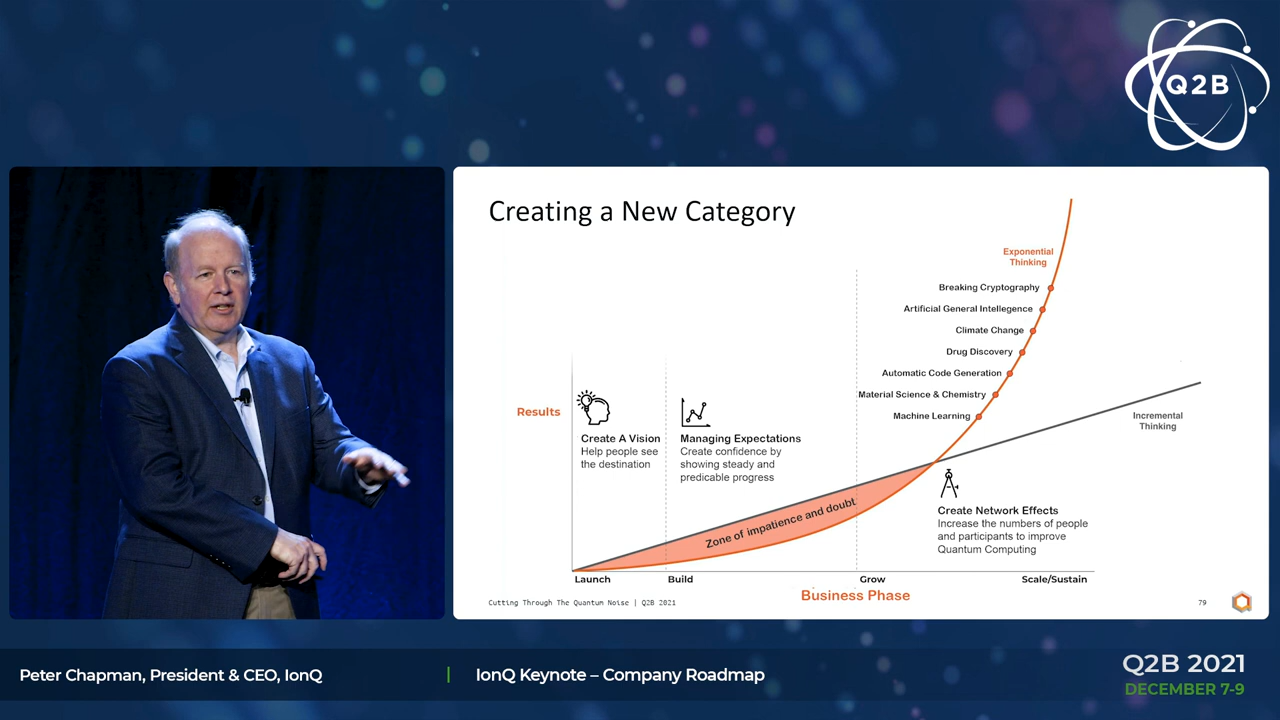 Q2B
Creating a New Category
Exponential
Thinking
Breaking Cryptography
Artificial General Intellegence
Climate Change
Drug Discovery
Automatic Code Generation
Material Science & Chemistry
Machine Learning
Results
Create A Vision
Help people see
the destination
Managing Expectations
Create confidence by
showing steady and
predicable progress
Incremental
Thinking
Zone of impatience and doubt
Create Network Effects
Increase the numbers of people
and participants to improve
Quantum Computing
Launch
Build
Grow
Scale/Sustain
Business Phase
Cutting Through The Quantum Noise | Q2B 2021
79
Peter Chapman, President & CEO, IonQ
IonQ Keynote – Company Roadmap
Q2B 2021
DECEMBER 7-9